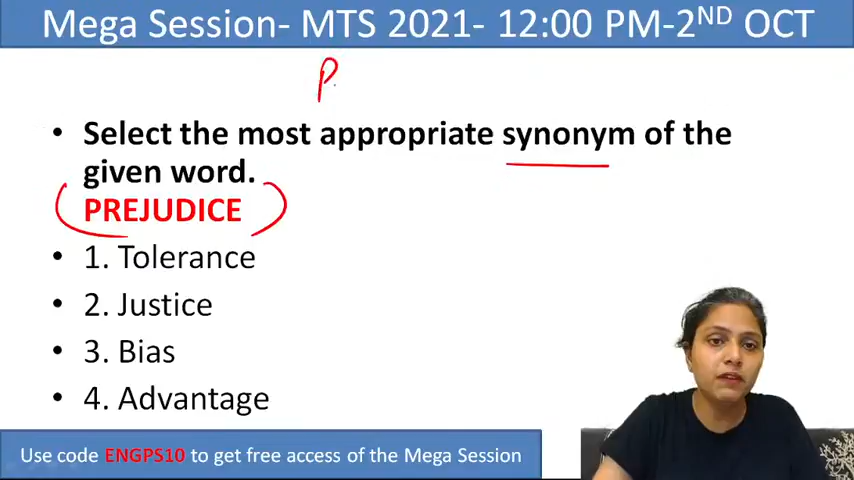 Mega Session- MTS 2021- 12:00 PM-2ND OCT
P
• Select the most appropriate synonym of the
given word.
PREJUDICE
• 1. Tolerance
• 2. Justice
• 3. Bias
• 4. Advantage
Use code ENGPS10 to get free access of the Mega Session